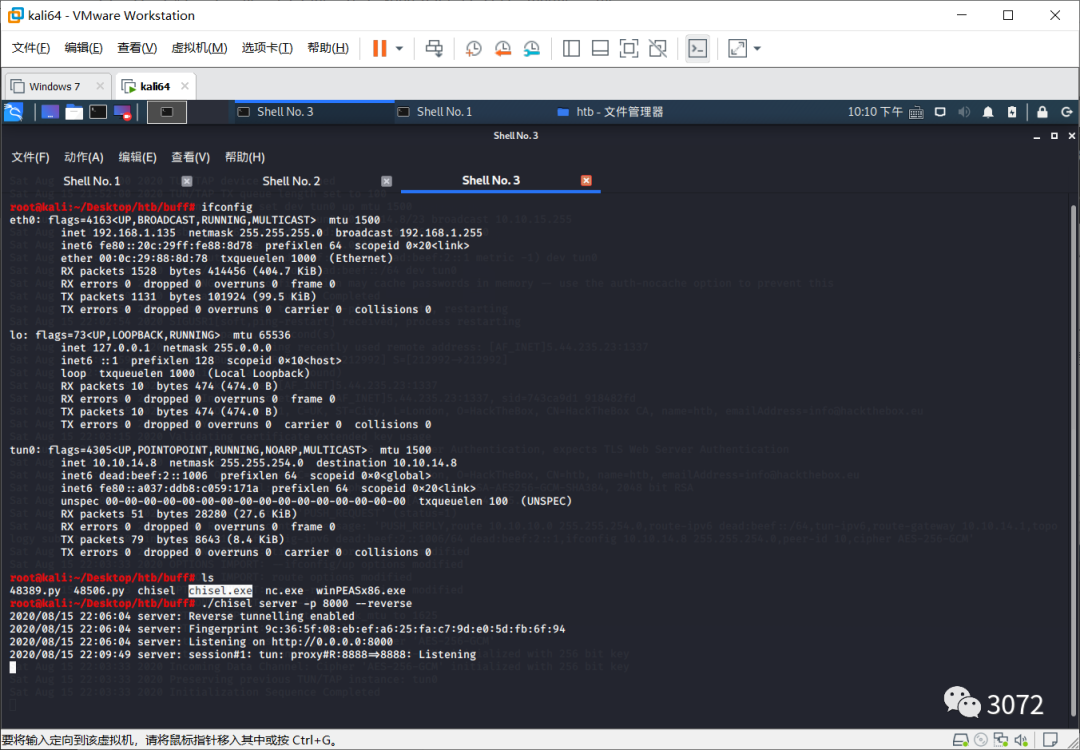 kali64 - VMware Workstation
文件(F) 编辑(E) 查看(V) 虚拟机(M) 选项卡(T) 帮助(H)
Windows 7 kali64
Shell No. 3 Shell No. 1 htb - 文件管理器 10:10 下午
Shell No. 3
文件(F) 动作(A) 编辑(E) 查看(V) 帮助(H)
Shell No. 1 Shell No. 2 Shell No. 3
root@kali:~/Desktop/htb/buff# ifconfig
eth0: flags=4163<UP,BROADCAST,RUNNING,MULTICAST> mtu 1500
inet 192.168.1.135 netmask 255.255.255.0 broadcast 192.168.1.255
inet6 fe80::20c:29ff:fe88:8d78 prefixlen 64 scopeid 0×20<link>
ether 00:0c:29:88:8d:78 txqueuelen 1000 (Ethernet)
RX packets 1528 bytes 414456 (404.7 KiB)
RX errors 0 dropped 0 overruns 0 frame 0
TX packets 1131 bytes 101924 (99.5 KiB)
TX errors 0 dropped 0 overruns 0 carrier 0 collisions 0
lo: flags=73<UP,LOOPBACK,RUNNING> mtu 65536
inet 127.0.0.1 netmask 255.0.0.0
inet6 ::1 prefixlen 128 scopeid 0×10<host>
loop txqueuelen 1000 (Local Loopback)
RX packets 10 bytes 474 (474.0 B)
RX errors 0 dropped 0 overruns 0 frame 0
TX packets 10 bytes 474 (474.0 B)
TX errors 0 dropped 0 overruns 0 carrier 0 collisions 0
tun0: flags=4305<UP,POINTOPOINT,RUNNING,NOARP,MULTICAST> mtu 1500
inet 10.10.14.8 netmask 255.255.254.0 destination 10.10.14.8
inet6 dead:beef:2::1006 prefixlen 64 scopeid 0×0<global>
inet6 fe80::a037:ddb8:c059:171a prefixlen 64 scopeid 0×20<link>
unspec 00-00-00-00-00-00-00-00-00-00-00-00-00-00-00-00 txqueuelen 100 (UNSPEC)
RX packets 51 bytes 28280 (27.6 KiB)
RX errors 0 dropped 0 overruns 0 frame 0
TX packets 79 bytes 8643 (8.4 KiB)
TX errors 0 dropped 0 overruns 0 carrier 0 collisions 0
root@kali:~/Desktop/htb/buff# ls
48389.py 48506.py chisel chisel.exe nc.exe winPEASx86.exe
root@kali:~/Desktop/htb/buff# ./chisel server -p 8000 --reverse
2020/08/15 22:06:04 server: Reverse tunnelling enabled
2020/08/15 22:06:04 server: Fingerprint 9c:36:5f:08:eb:ef:a6:25:fa:c7:9d:e0:5d:fb:6f:94
2020/08/15 22:06:04 server: Listening on http://0.0.0.0:8000
2020/08/15 22:09:49 server: session#1: tun: proxy#R:8888⇒8888: Listening
3072
要将输入定向到该虚拟机，请将鼠标指针移入其中或按 Ctrl+G。